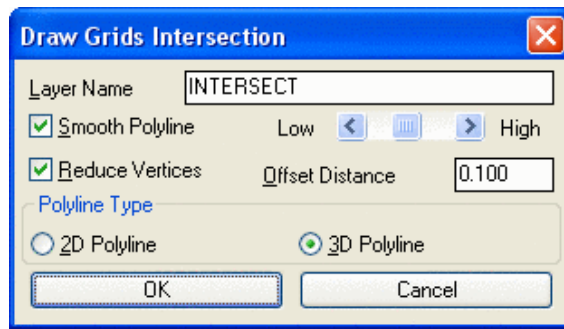 Draw Grids Intersection
Layer Name INTERSECT
Smooth Polyline Low High
Reduce Vertices Offset Distance 0.100
Polyline Type
2D Polyline 3D Polyline
OK Cancel